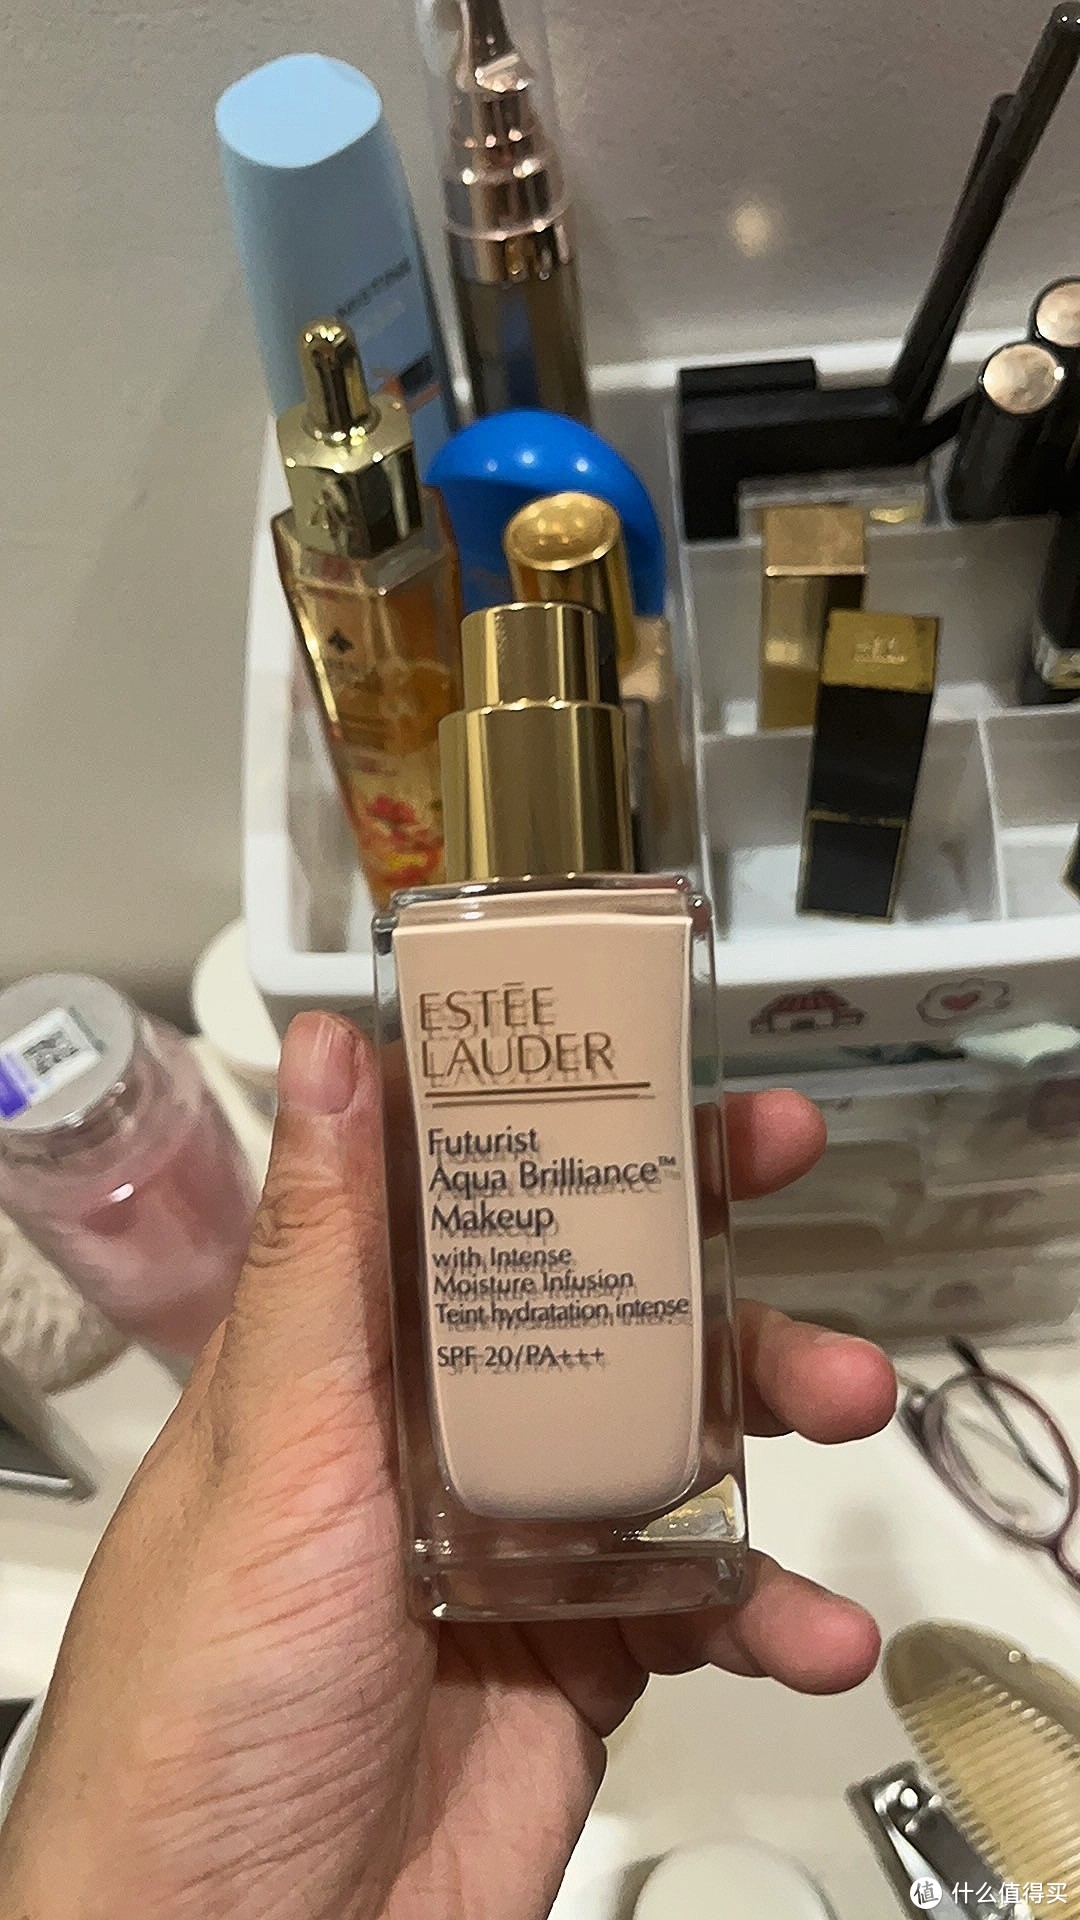 ESTĒE
LAUDER
Futurist
Aqua Brilliance™
Makeup
with Intense
Moisture Infusion
Teint hydratation intense
SPF 20/PA+++
值 什么值得买